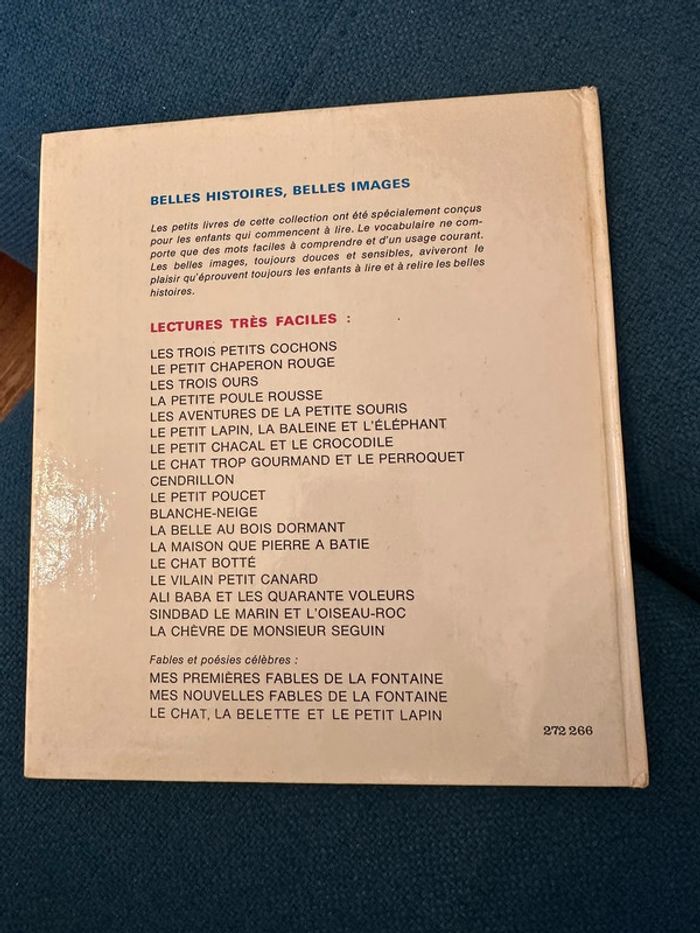 BELLES HISTOIRES, BELLES IMAGES
Les petits livres de cette collection ont été spécialement conçus
pour les enfants qui commencent à lire. Le vocabulaire ne com-
porte que des mots faciles à comprendre et d'un usage courant.
Les belles images, toujours douces et sensibles, aviveront le
plaisir qu'éprouvent toujours les enfants à lire et à relire les belles
histoires.
LECTURES TRÈS FACILES :
LES TROIS PETITS COCHONS
LE PETIT CHAPERON ROUGE
LES TROIS OURS
LA PETITE POULE ROUSSE
LES AVENTURES DE LA PETITE SOURIS
LE PETIT LAPIN, LA BALEINE ET L'ÉLÉPHANT
LE PETIT CHACAL ET LE CROCODILE
LE CHAT TROP GOURMAND ET LE PERROQUET
CENDRILLON
LE PETIT POUCET
BLANCHE-NEIGE
LA BELLE AU BOIS DORMANT
LA MAISON QUE PIERRE A BATIE
LE CHAT BOTTÉ
LE VILAIN PETIT CANARD
ALI BABA ET LES QUARANTE VOLEURS
SINDBAD LE MARIN ET L'OISEAU-ROC
LA CHÈVRE DE MONSIEUR SEGUIN
Fables et poésies célèbres :
MES PREMIÈRES FABLES DE LA FONTAINE
MES NOUVELLES FABLES DE LA FONTAINE
LE CHAT, LA BELETTE ET LE PETIT LAPIN
272 266